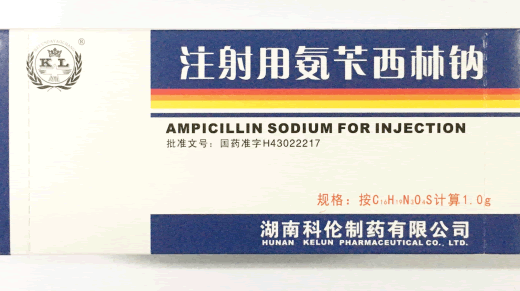 KL
®
注射用氨苄西林钠
AMPICILLIN SODIUM FOR INJECTION
批准文号：国药准字H43022217
规格：按C₁₆H₁₉N₃O₄S计算1.0g
湖南科伦制药有限公司
HUNAN KELUN PHARMACEUTICAL CO., LTD.